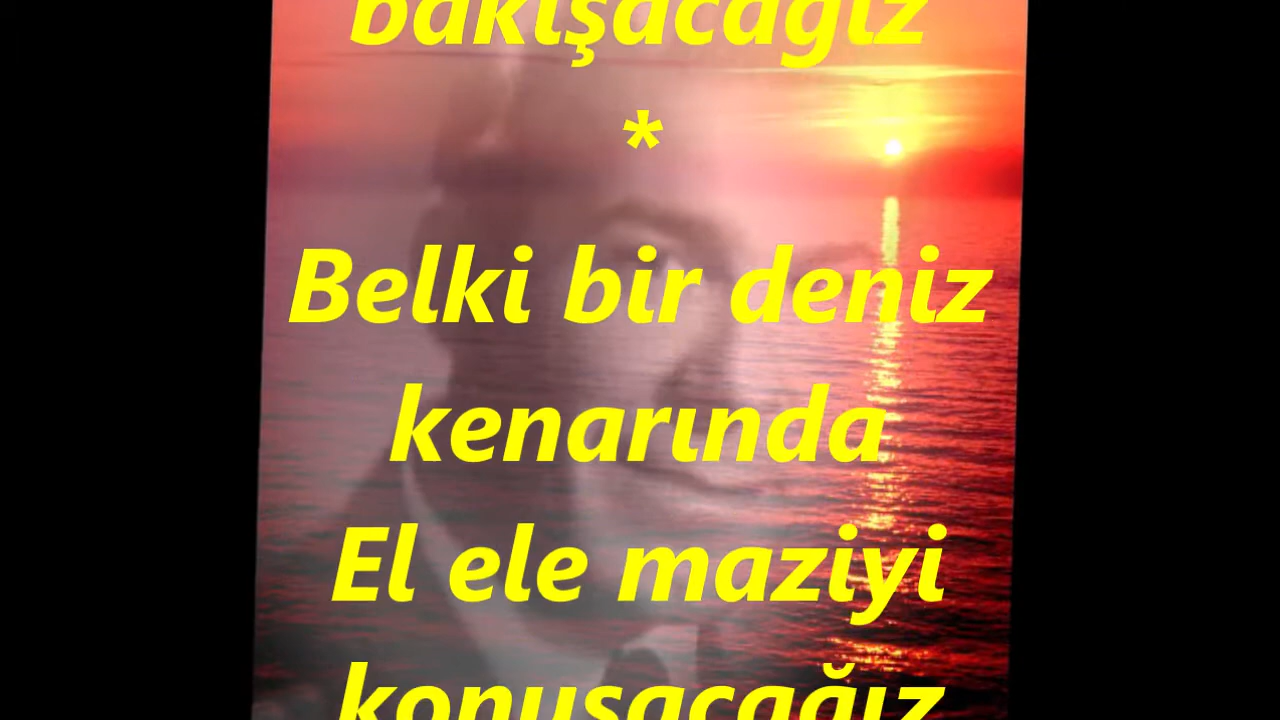 bakışacağız
*
Belki bir deniz
kenarında
El ele maziyi
konuşacağız